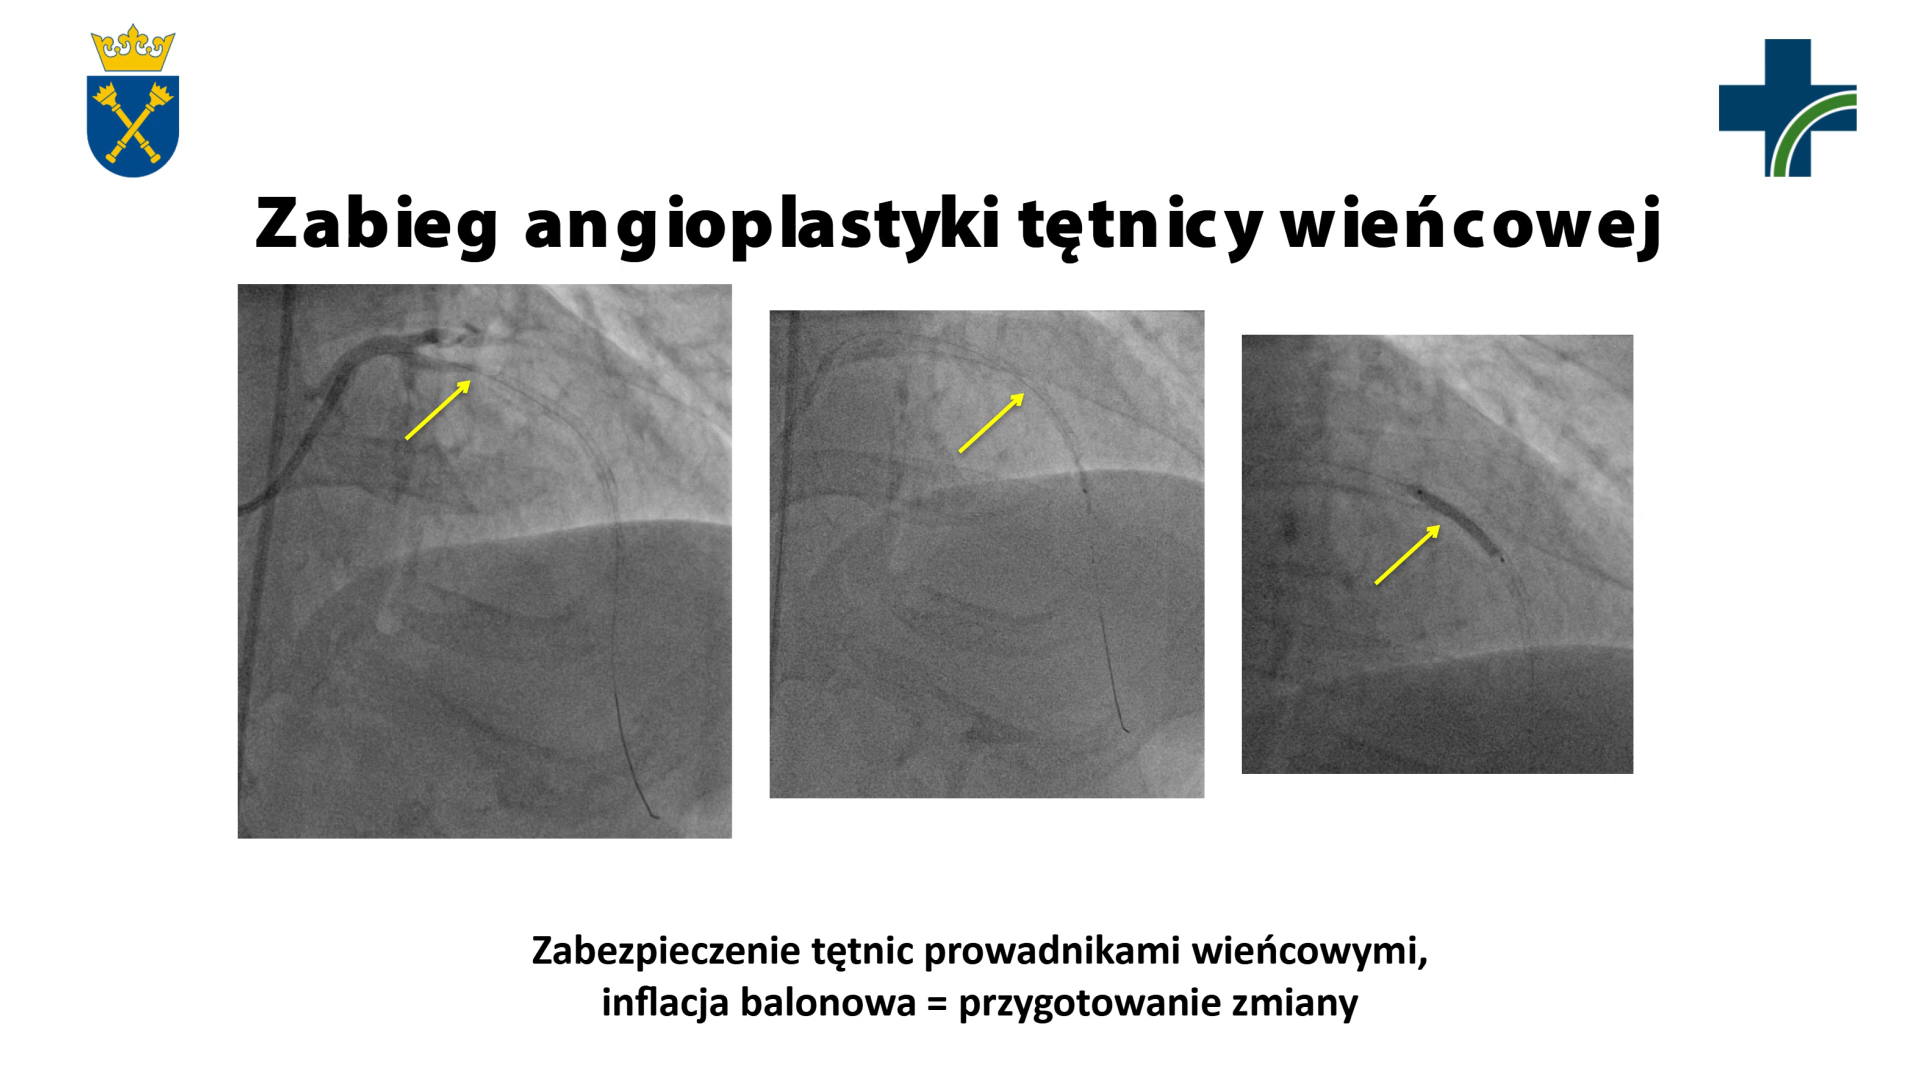 Zabieg angioplastyki tętnicy wieńcowej
Zabezpieczenie tętnic prowadnikami wieńcowymi,
inflacja balonowa = przygotowanie zmiany